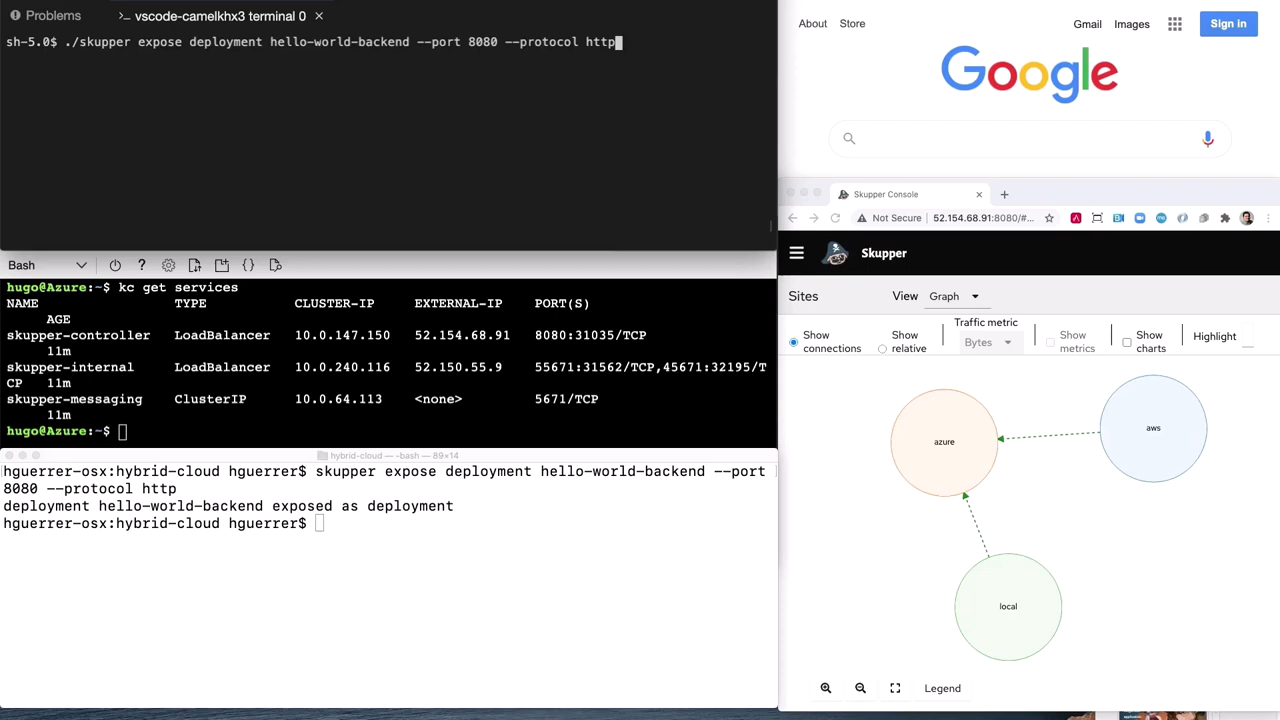 Problems
>_ vscode-camelkhx3 terminal 0 ×
sh-5.0$ ./skupper expose deployment hello-world-backend --port 8080 --protocol http
Bash
hugo@Azure:~$ kc get services
NAME TYPE CLUSTER-IP EXTERNAL-IP PORT(S)
AGE
skupper-controller LoadBalancer 10.0.147.150 52.154.68.91 8080:31035/TCP
11m
skupper-internal LoadBalancer 10.0.240.116 52.150.55.9 55671:31562/TCP,45671:32195/T
CP 11m
skupper-messaging ClusterIP 10.0.64.113 <none> 5671/TCP
11m
hugo@Azure:~$
hybrid-cloud — -bash — 89×14
hguerrer-osx:hybrid-cloud hguerrer$ skupper expose deployment hello-world-backend --port
8080 --protocol http
deployment hello-world-backend exposed as deployment
hguerrer-osx:hybrid-cloud hguerrer$
About Store Gmail Images Sign in
Google
Skupper Console
Not Secure 52.154.68.91:8080/#...
Skupper
Sites View Graph
Show connections
Show relative
Traffic metric
Bytes
Show metrics
Show charts
Highlight
azure
aws
local
Legend